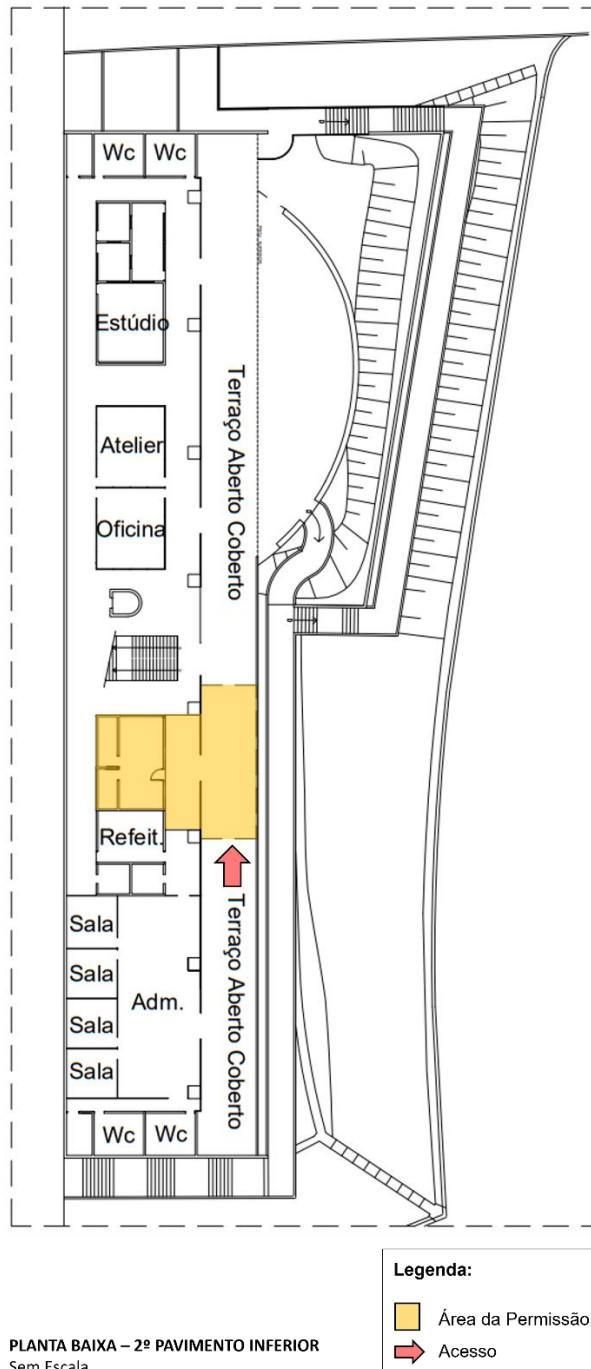 Wc Wc
Estúdio
Terraço Aberto Coberto
Atelier
Oficina
Refeit.
Terraço Aberto Coberto
Sala
Sala
Adm.
Sala
Sala
Wc Wc
Legenda:
Área da Permissão
Acesso
PLANTA BAIXA – 2º PAVIMENTO INFERIOR
Sem Escala